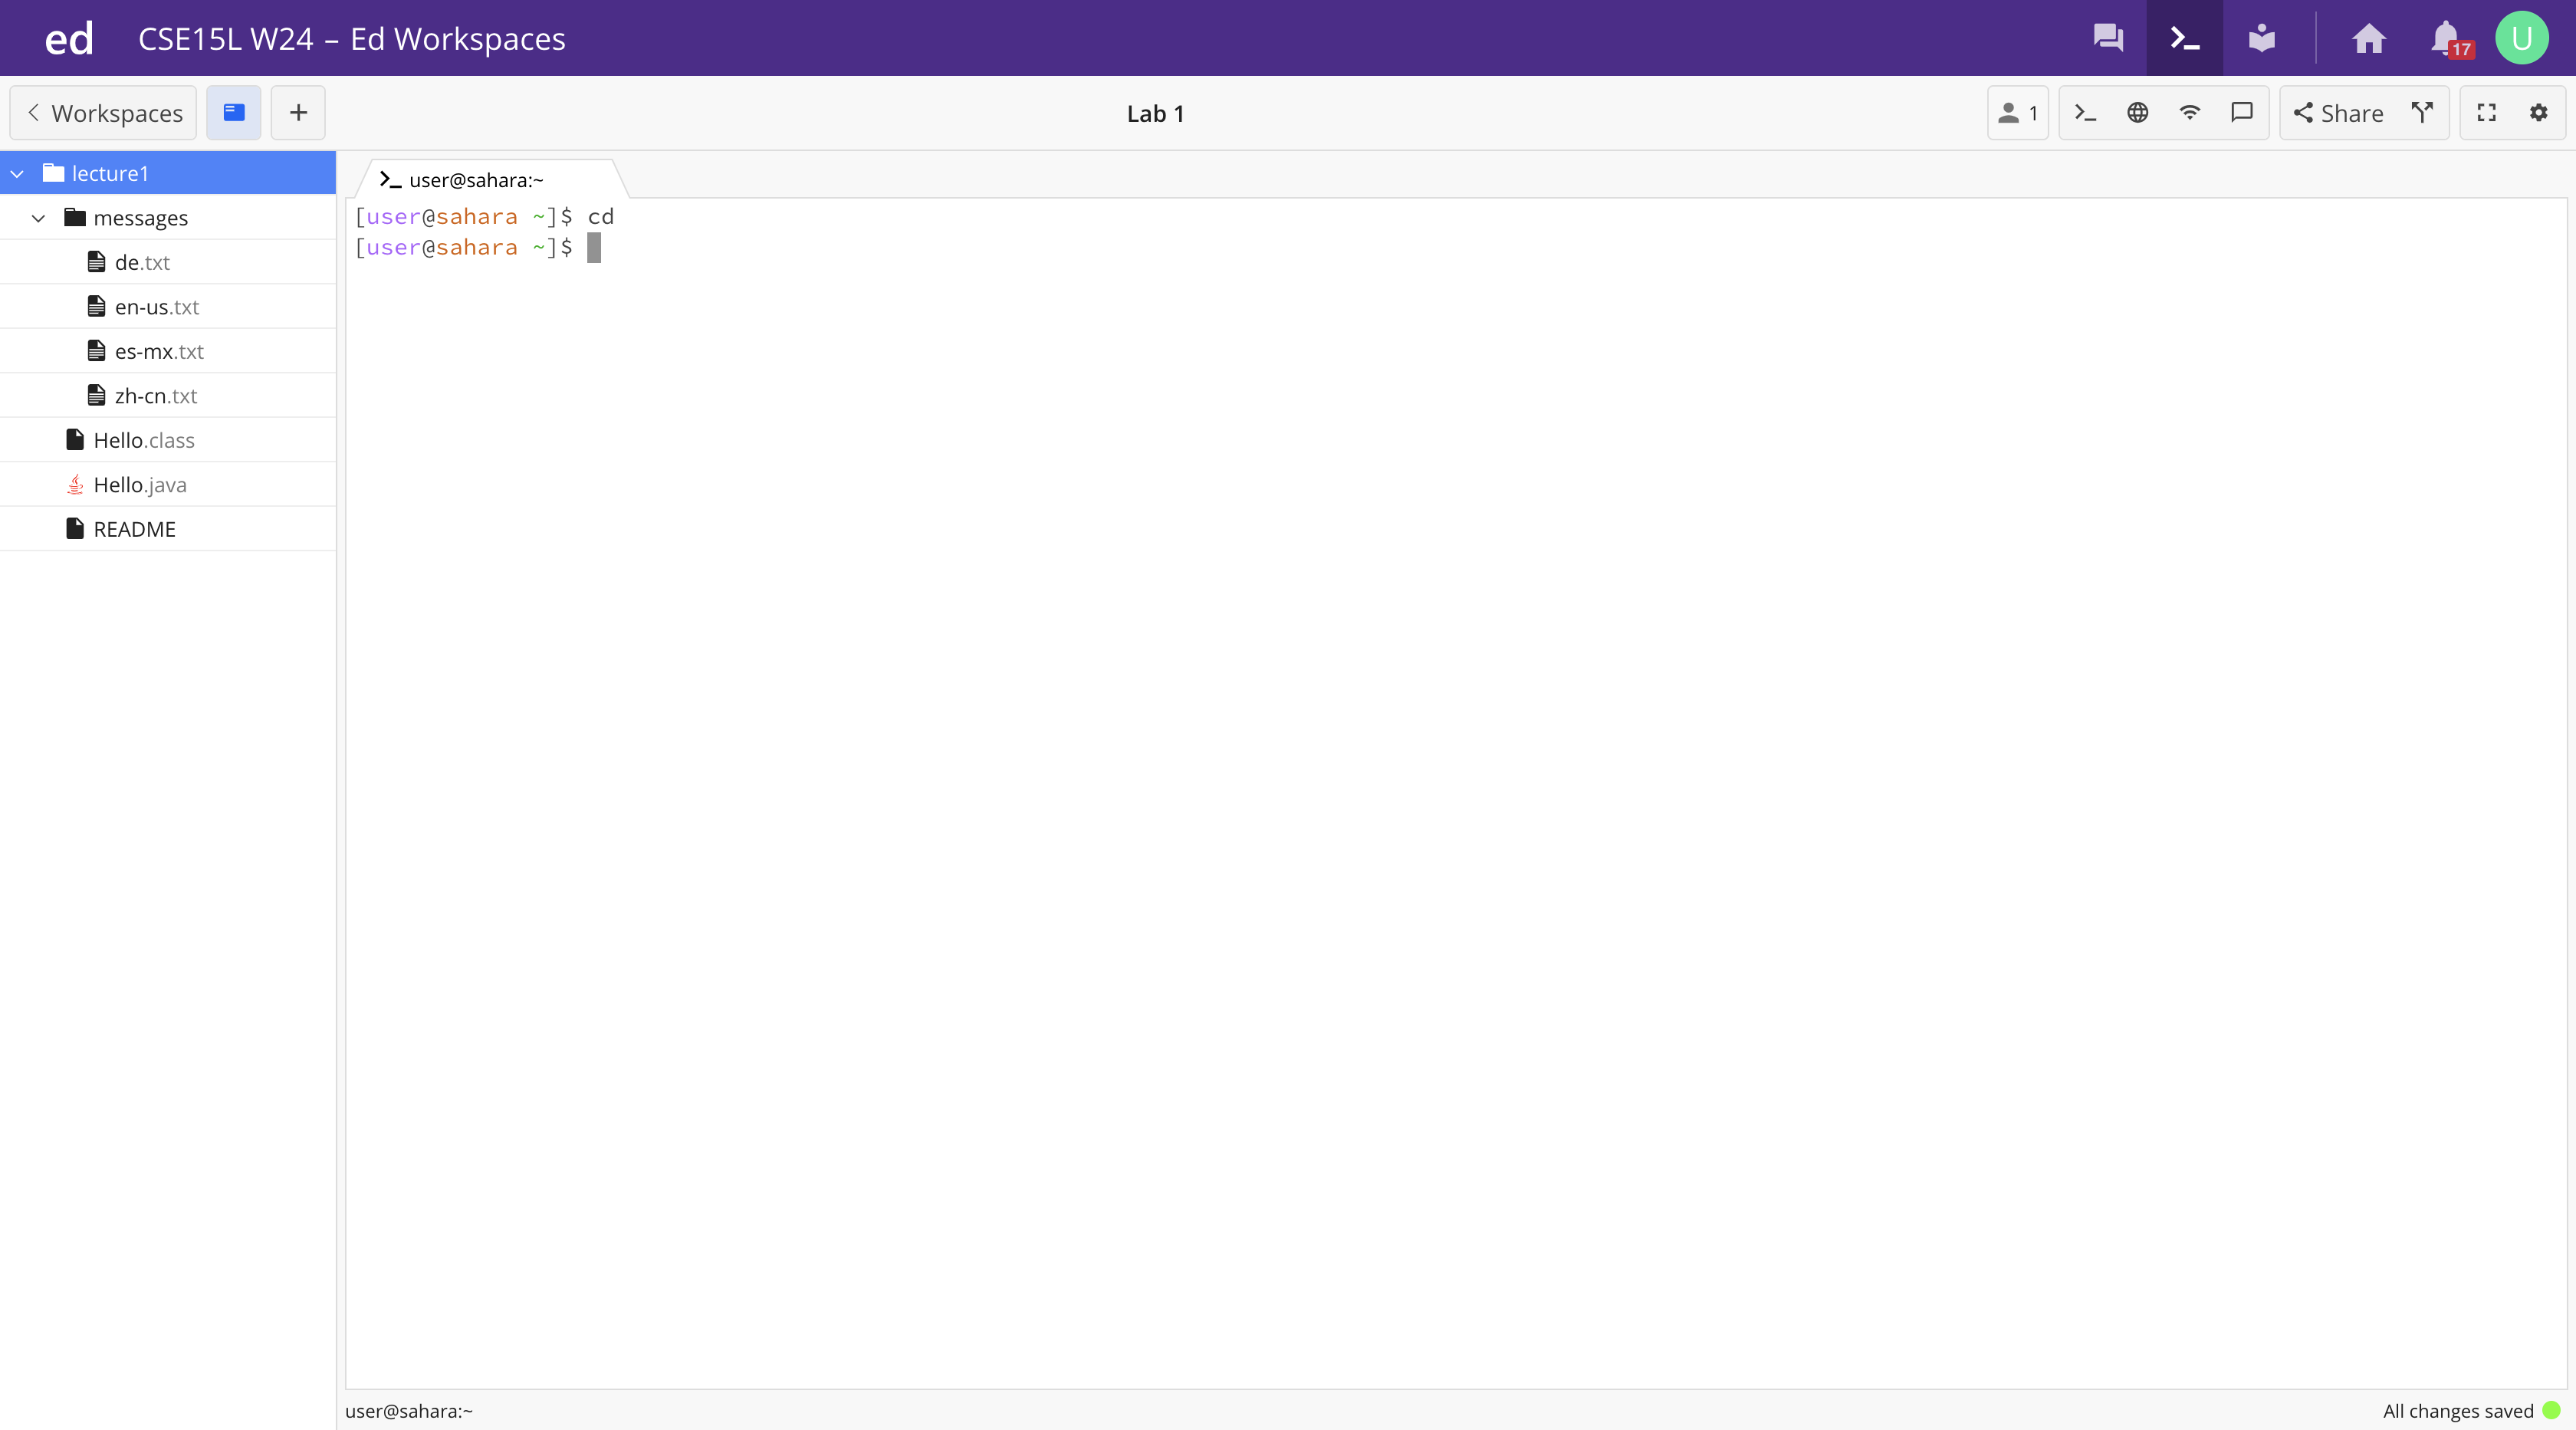 ed CSE15L W24 – Ed Workspaces 17 U
Workspaces Lab 1 1 Share
lecture1
messages
de.txt
en-us.txt
es-mx.txt
zh-cn.txt
Hello.class
Hello.java
README
user@sahara:~
[user@sahara ~]$ cd
[user@sahara ~]$
user@sahara:~ All changes saved